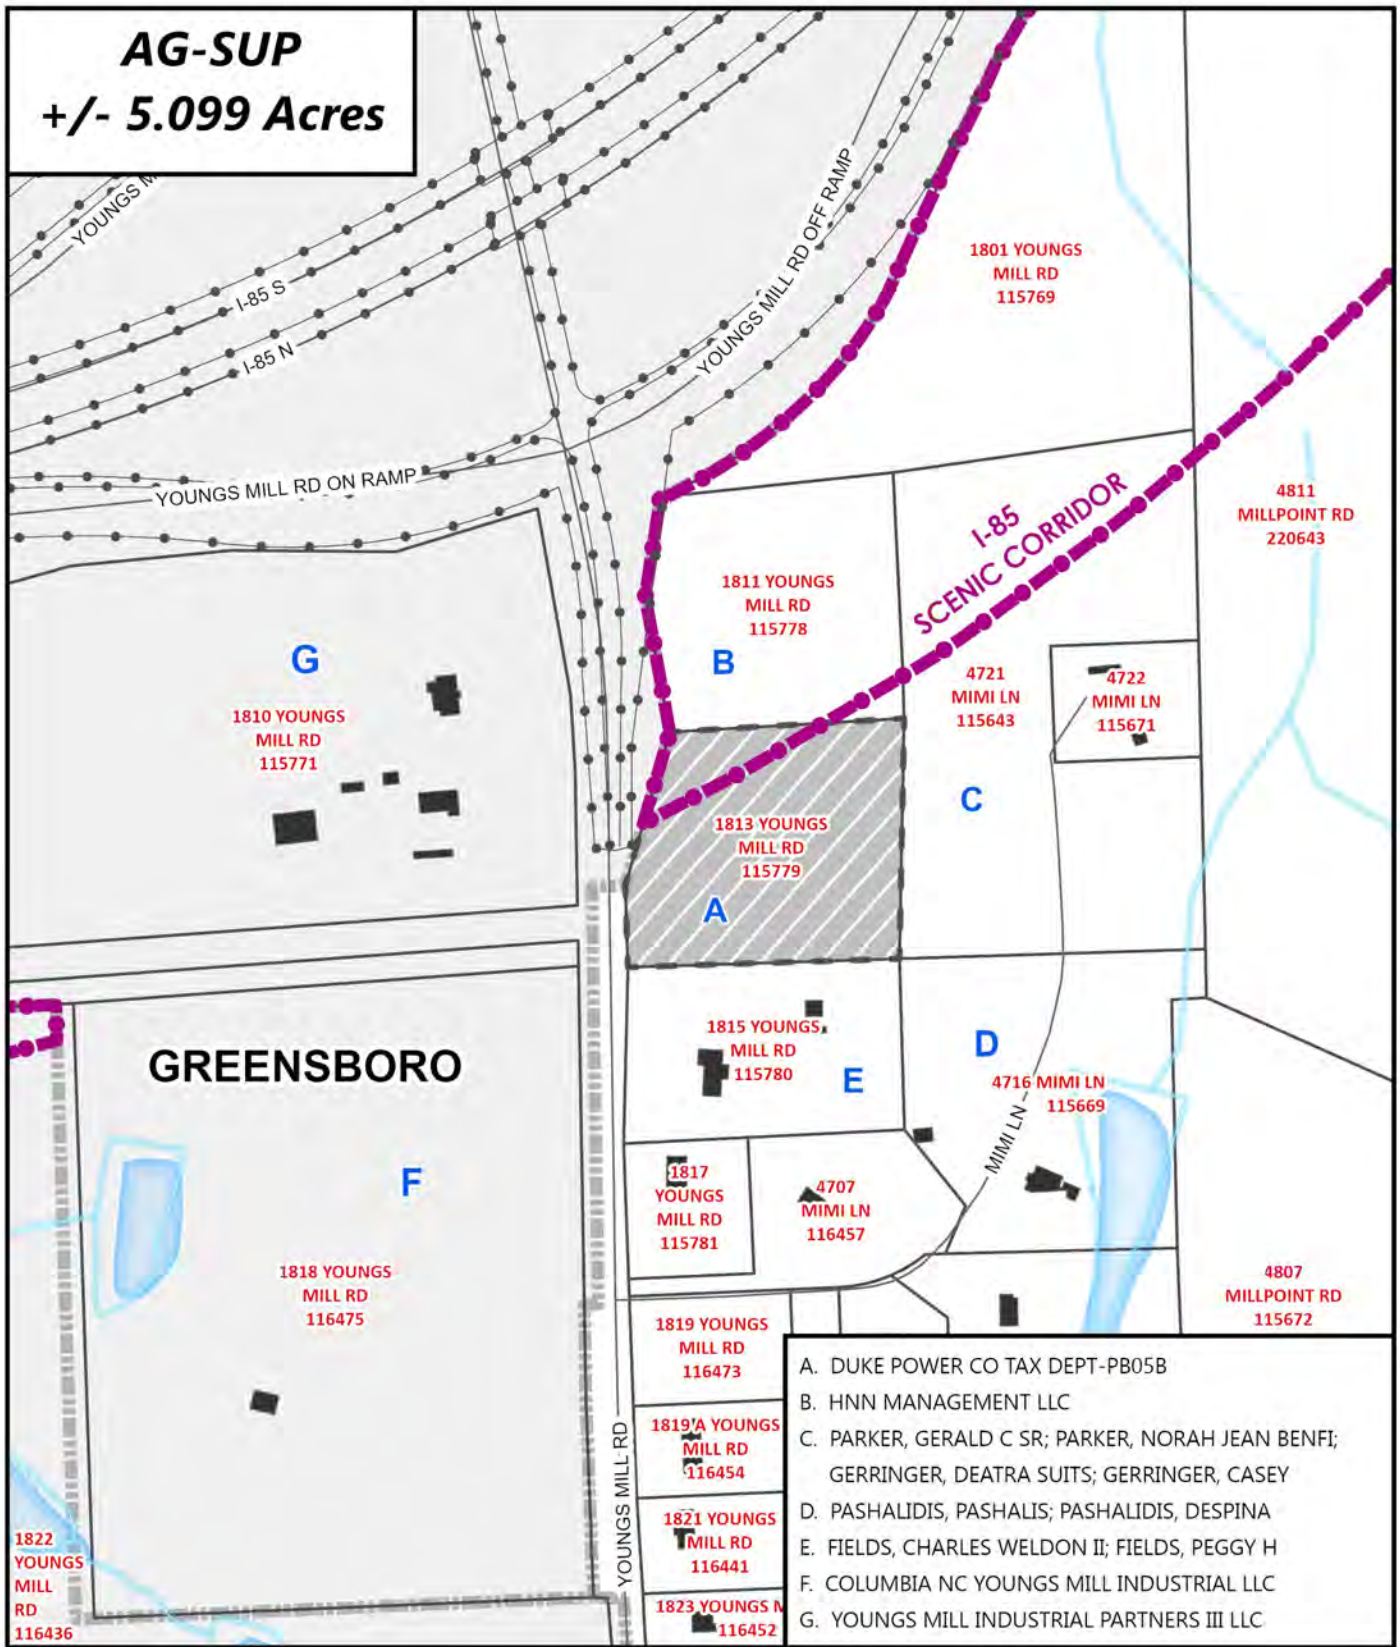 AG-SUP
+/- 5.099 Acres
YOUNGS M
I-85 S
I-85 N
YOUNGS MILL RD OFF RAMP
YOUNGS MILL RD ON RAMP
1801 YOUNGS
MILL RD
115769
I-85
SCENIC CORRIDOR
4811
MILLPOINT RD
220643
1811 YOUNGS
MILL RD
115778
B
G
1810 YOUNGS
MILL RD
115771
4721
MIMI LN
115643
4722
MIMI LN
115671
C
1813 YOUNGS
MILL RD
115779
A
GREENSBORO
1815 YOUNGS
MILL RD
115780
E
D
4716 MIMI LN
115669
MIMI LN
F
1817
YOUNGS
MILL RD
115781
4707
MIMI LN
116457
1818 YOUNGS
MILL RD
116475
4807
MILLPOINT RD
115672
1819 YOUNGS
MILL RD
116473
1819 A YOUNGS
MILL RD
116454
YOUNGS MILL RD
1821 YOUNGS
MILL RD
116441
1822
YOUNGS
MILL
RD
116436
1823 YOUNGS M
116452
A. DUKE POWER CO TAX DEPT-PB05B
B. HNN MANAGEMENT LLC
C. PARKER, GERALD C SR; PARKER, NORAH JEAN BENFI;
GERRINGER, DEATRA SUITS; GERRINGER, CASEY
D. PASHALIDIS, PASHALIS; PASHALIDIS, DESPINA
E. FIELDS, CHARLES WELDON II; FIELDS, PEGGY H
F. COLUMBIA NC YOUNGS MILL INDUSTRIAL LLC
G. YOUNGS MILL INDUSTRIAL PARTNERS III LLC